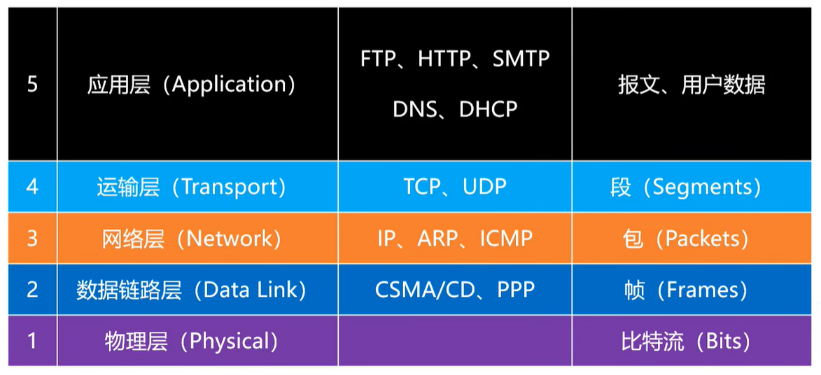 5 应用层（Application） FTP、HTTP、SMTP DNS、DHCP 报文、用户数据
4 运输层（Transport） TCP、UDP 段（Segments）
3 网络层（Network） IP、ARP、ICMP 包（Packets）
2 数据链路层（Data Link） CSMA/CD、PPP 帧（Frames）
1 物理层（Physical） 比特流（Bits）